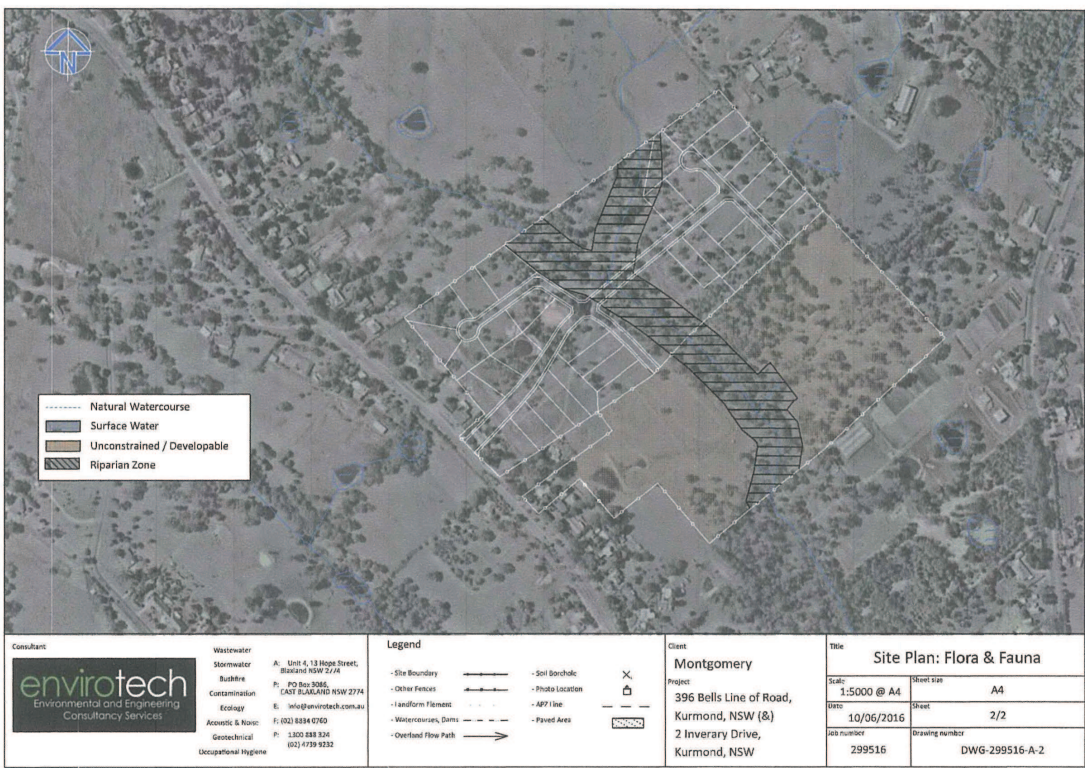 N
Natural Watercourse
Surface Water
Unconstrained / Developable
Riparian Zone
Consultant
envirotech
Environmental and Engineering
Consultancy Services
Wastewater
Stormwater
Bushfire
Contamination
Ecology
Acoustic & Noise
Geotechnical
Occupational Hygiene
A: Unit 4, 13 Hope Street,
Blaxland NSW 2774
P: PO Box 3086,
EAST BLAXLAND NSW 2774
E: info@envirotech.com.au
F: (02) 8834 0760
P: 1300 888 324
(02) 4739 9232
Legend
- Site Boundary
- Other Fences
- Landform Element
- Watercourses, Dams
- Overland Flow Path
- Soil Borehole
- Photo Location
- APZ Line
- Paved Area
Client
Montgomery
Project
396 Bells Line of Road,
Kurmond, NSW (&)
2 Inverary Drive,
Kurmond, NSW
Title
Site Plan: Flora & Fauna
Scale
1:5000 @ A4
Sheet size
A4
Date
10/06/2016
Sheet
2/2
Job number
299516
Drawing number
DWG-299516-A-2